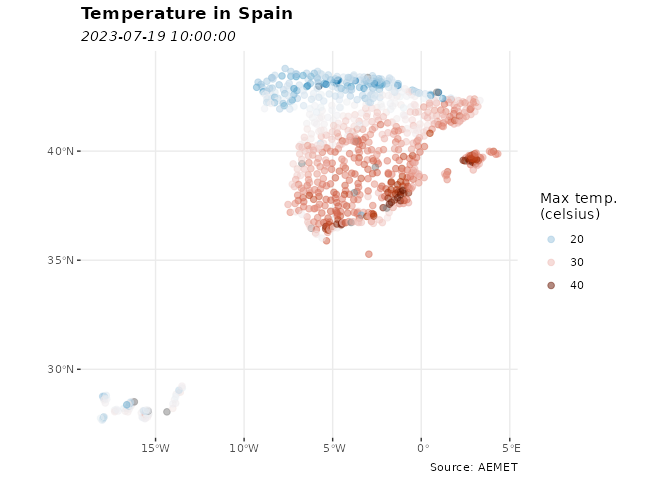 Temperature in Spain
2023-07-19 10:00:00
40°N
35°N
30°N
15°W
10°W
5°W
0°
5°E
Max temp.
(celsius)
20
30
40
Source: AEMET